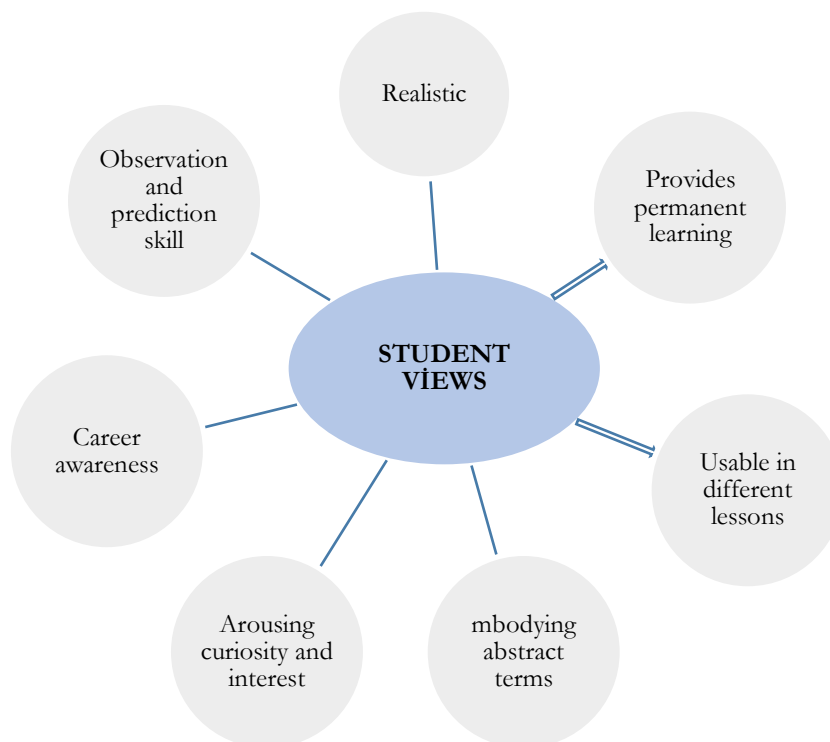 Realistic
Observation
and
prediction
skill
Provides
permanent
learning
STUDENT
VİEWS
Career
awareness
Usable in
different
lessons
Arousing
curiosity and
interest
mbodying
abstract
terms